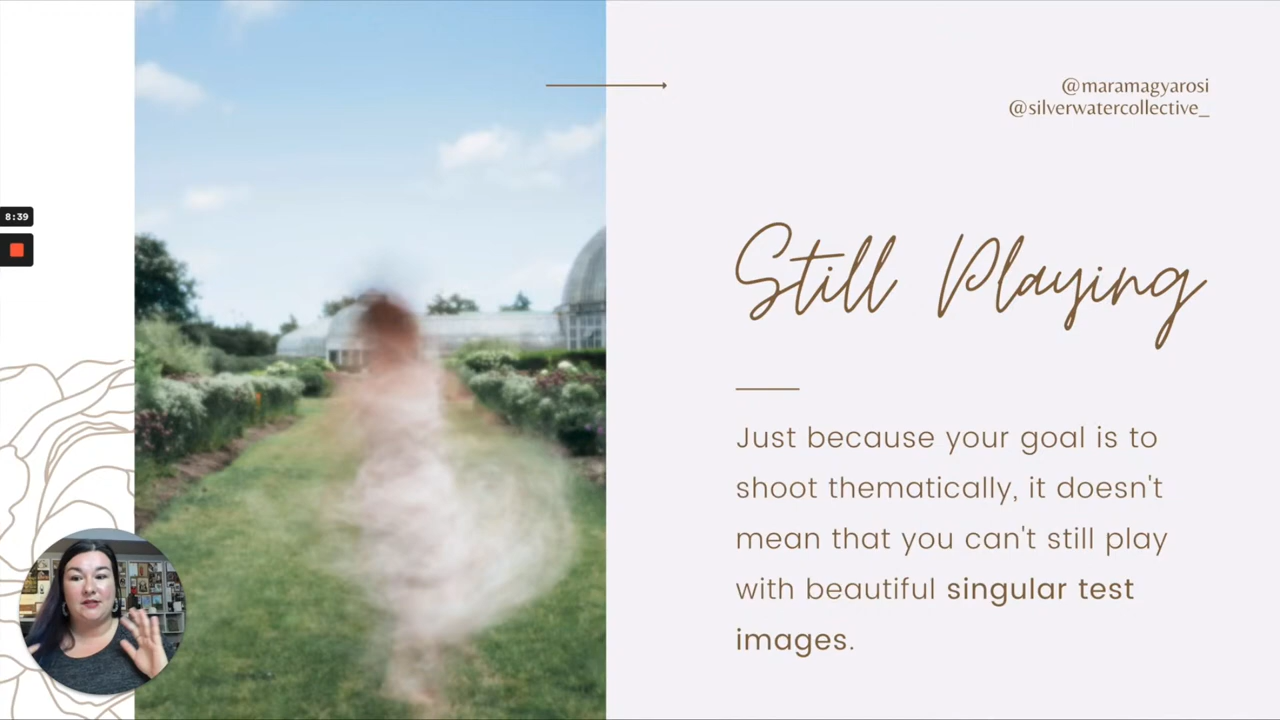 @maramagyarosi
@silverwatercollective_
8:39
Still Playing
Just because your goal is to
shoot thematically, it doesn't
mean that you can't still play
with beautiful singular test
images.